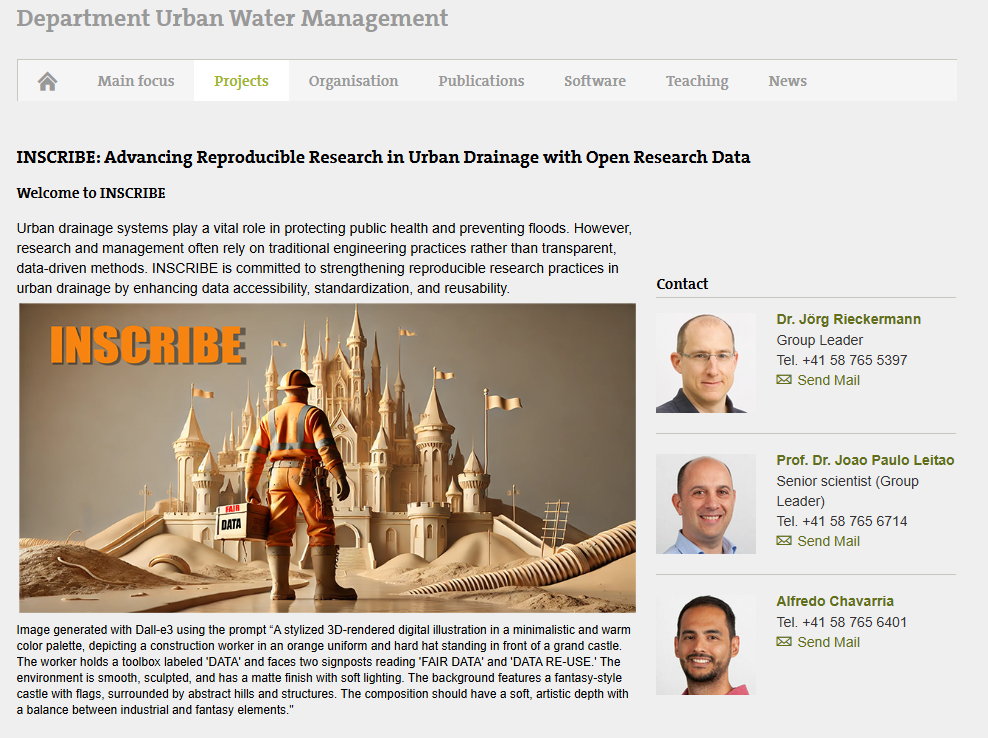 Department Urban Water Management
Main focus
Projects
Organisation
Publications
Software
Teaching
News
INSCRIBE: Advancing Reproducible Research in Urban Drainage with Open Research Data
Welcome to INSCRIBE
Urban drainage systems play a vital role in protecting public health and preventing floods. However,
research and management often rely on traditional engineering practices rather than transparent,
data-driven methods. INSCRIBE is committed to strengthening reproducible research practices in
urban drainage by enhancing data accessibility, standardization, and reusability.
INSCRIBE
FAIR
DATA
Image generated with Dall-e3 using the prompt “A stylized 3D-rendered digital illustration in a minimalistic and warm
color palette, depicting a construction worker in an orange uniform and hard hat standing in front of a grand castle.
The worker holds a toolbox labeled 'DATA' and faces two signposts reading 'FAIR DATA' and 'DATA RE-USE.' The
environment is smooth, sculpted, and has a matte finish with soft lighting. The background features a fantasy-style
castle with flags, surrounded by abstract hills and structures. The composition should have a soft, artistic depth with
a balance between industrial and fantasy elements."
Contact
Dr. Jörg Rieckermann
Group Leader
Tel. +41 58 765 5397
Send Mail
Prof. Dr. Joao Paulo Leitao
Senior scientist (Group
Leader)
Tel. +41 58 765 6714
Send Mail
Alfredo Chavarria
Tel. +41 58 765 6401
Send Mail